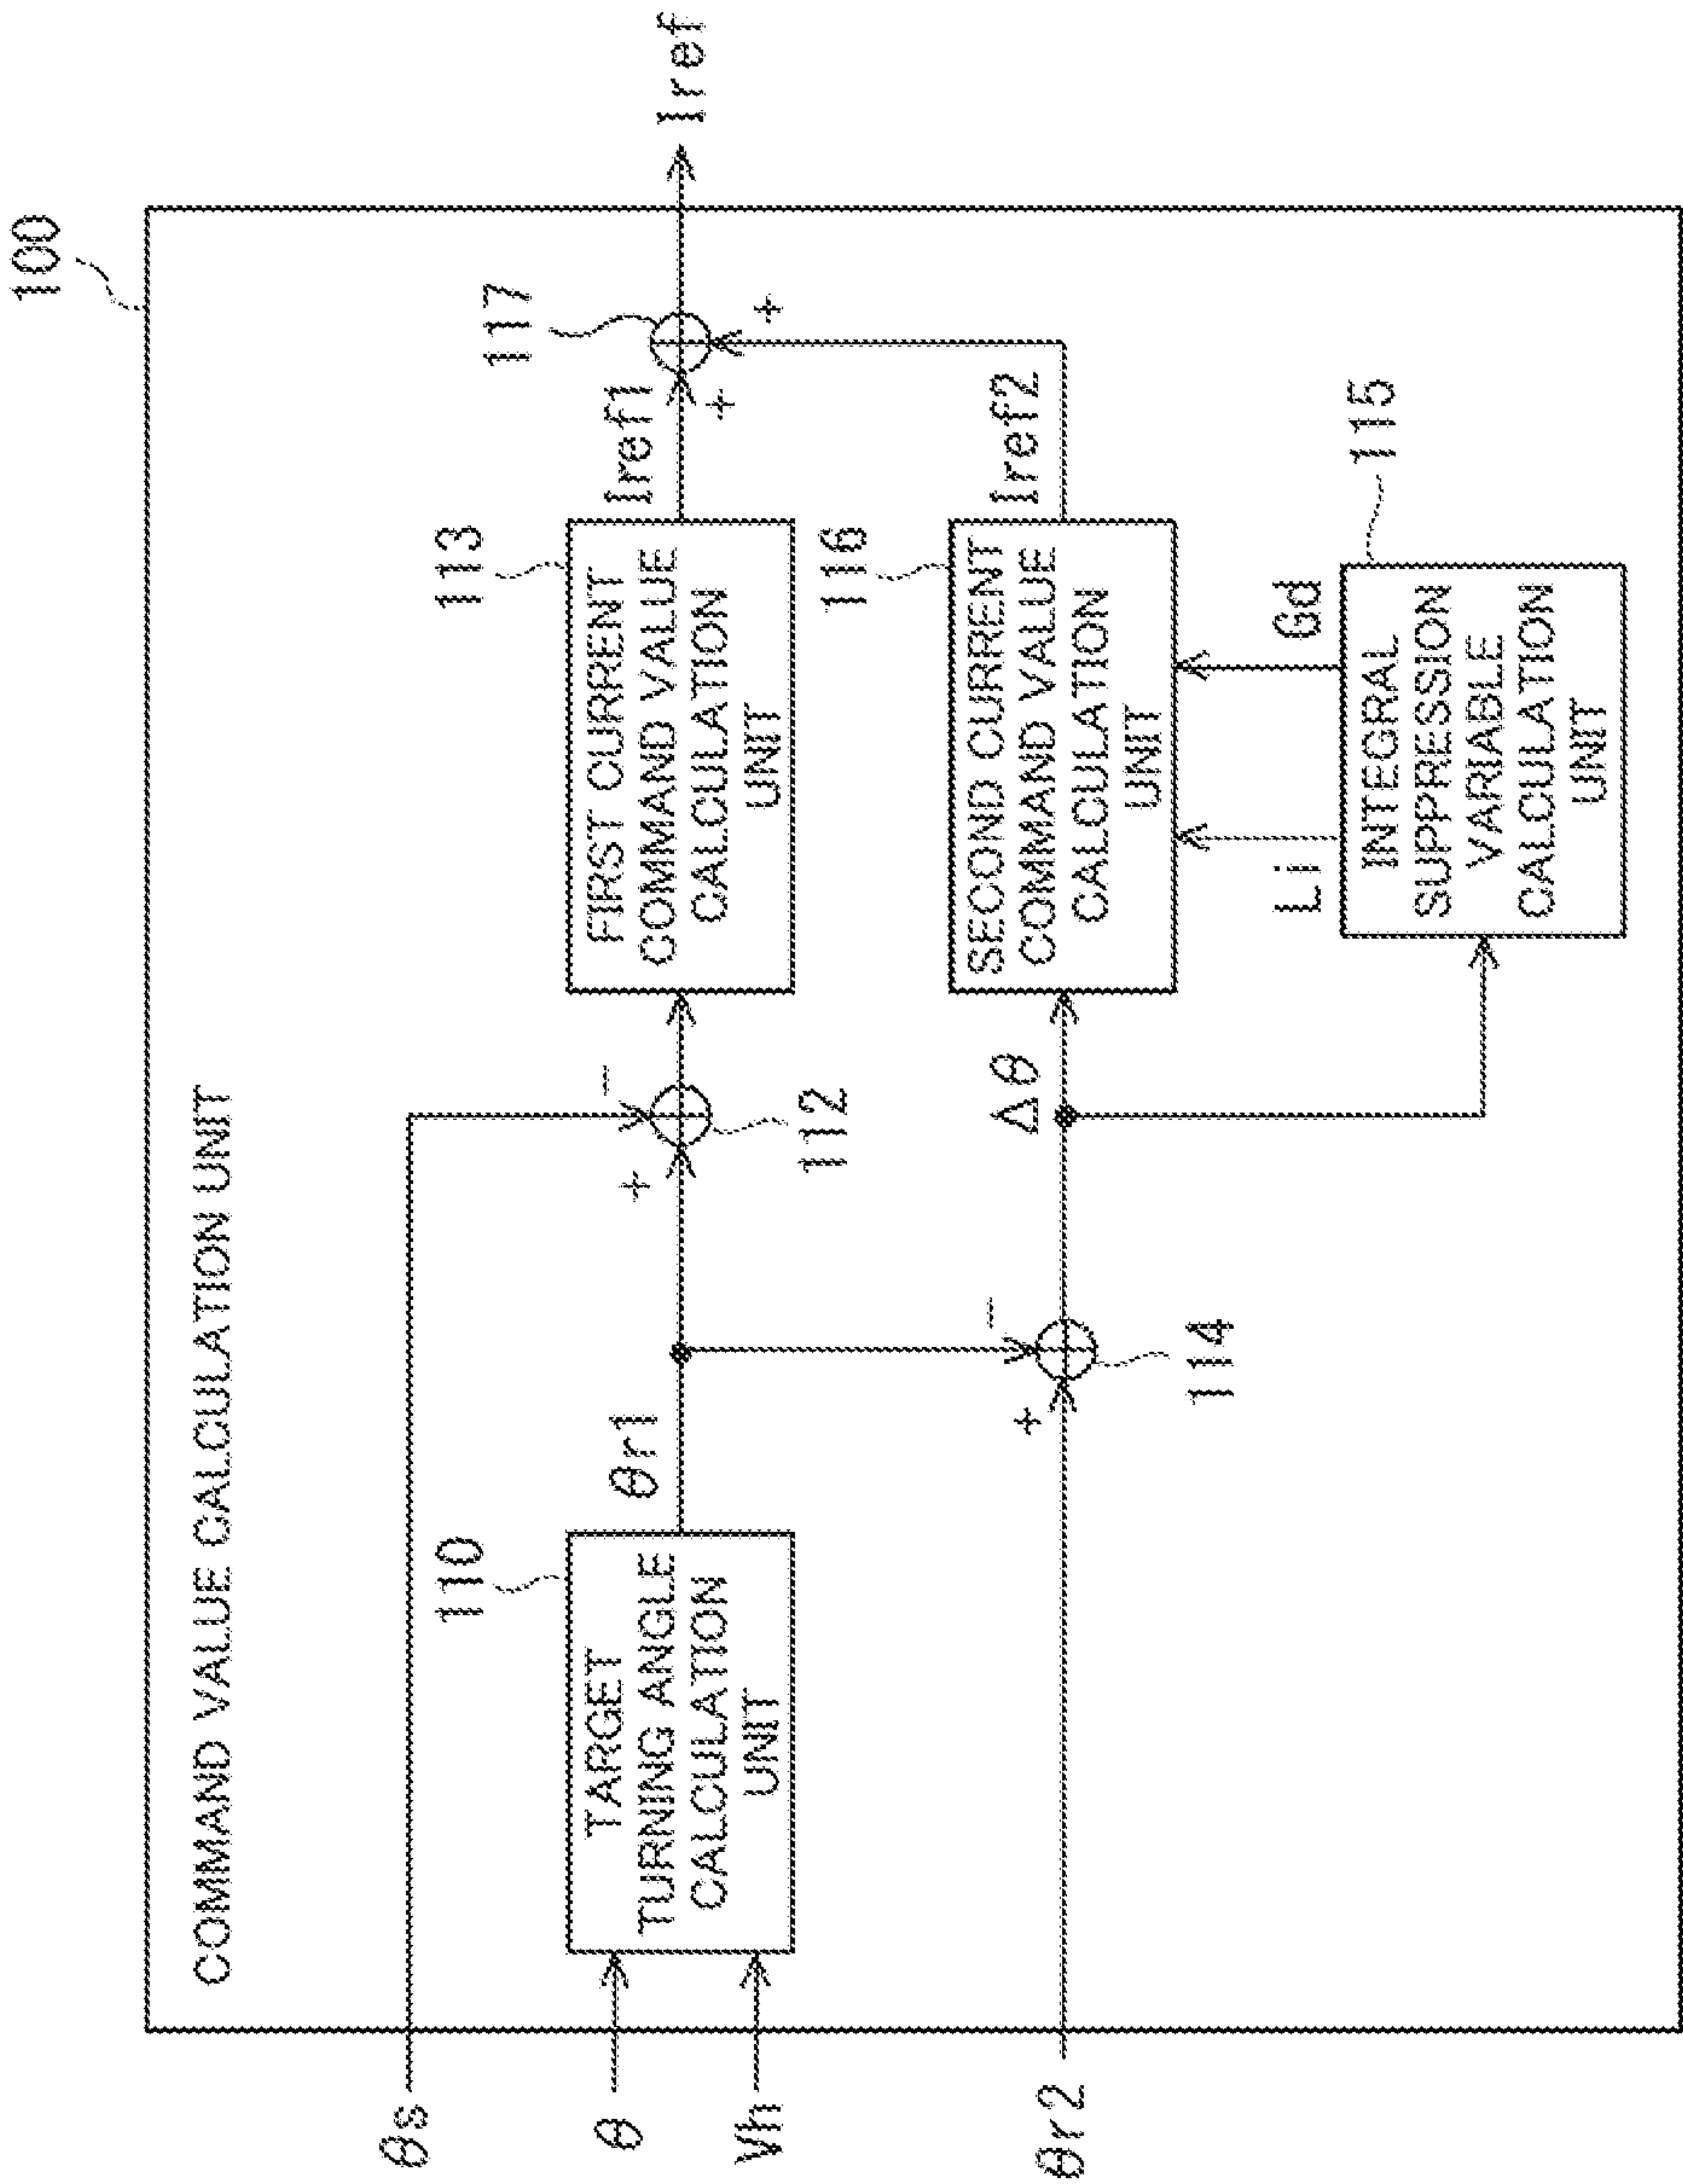 100
COMMAND VALUE CALCULATION UNIT
θs
θ
Vh
110
TARGET
TURNING ANGLE
CALCULATION
UNIT
θr1
+
-
112
113
FIRST CURRENT
COMMAND VALUE
CALCULATION
UNIT
Iref1
+
+
117
Iref
θr2
+
-
114
Δθ
116
SECOND CURRENT
COMMAND VALUE
CALCULATION
UNIT
Iref2
Li
Gd
115
INTEGRAL
SUPPRESSION
VARIABLE
CALCULATION
UNIT